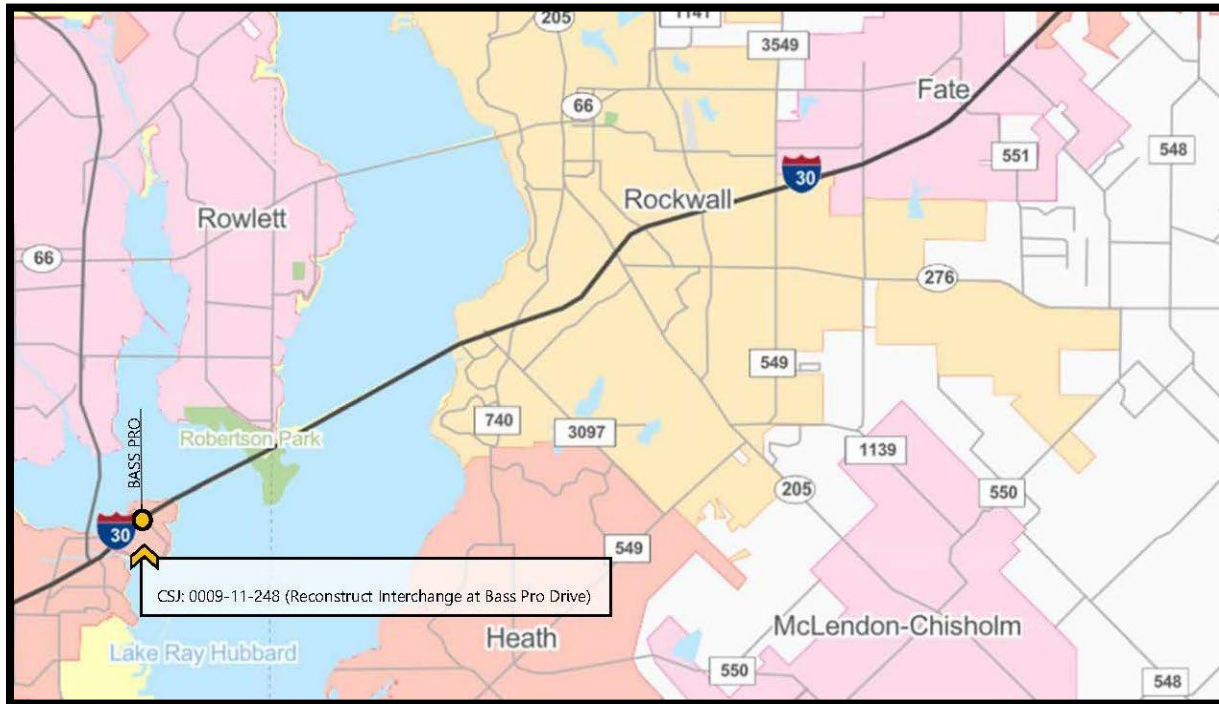 205
1141
3549
66
Fate
551
548
30
Rockwall
Rowlett
66
276
549
740
3097
Robertson Park
BASS PRO
1139
205
550
30
549
CSJ: 0009-11-248 (Reconstruct Interchange at Bass Pro Drive)
Heath
McLendon-Chisholm
Lake Ray Hubbard
550
548